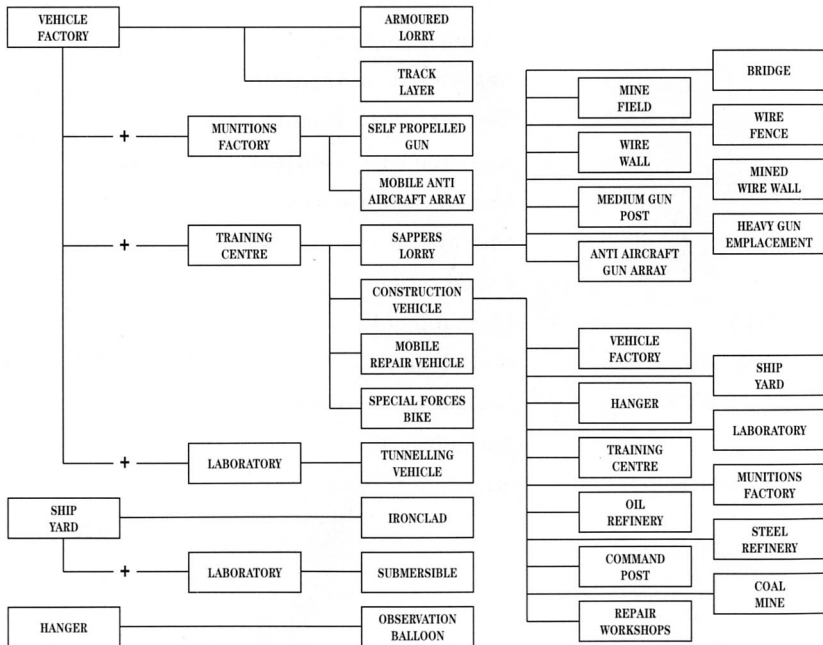 VEHICLE
FACTORY
ARMOURED
LORRY
TRACK
LAYER
+
MUNITIONS
FACTORY
SELF PROPELLED
GUN
MOBILE ANTI
AIRCRAFT ARRAY
+
TRAINING
CENTRE
SAPPERS
LORRY
CONSTRUCTION
VEHICLE
MOBILE
REPAIR VEHICLE
SPECIAL FORCES
BIKE
+
LABORATORY
TUNNELLING
VEHICLE
SHIP
YARD
IRONCLAD
+
LABORATORY
SUBMERSIBLE
HANGER
OBSERVATION
BALLOON
BRIDGE
MINE
FIELD
WIRE
FENCE
WIRE
WALL
MINED
WIRE WALL
MEDIUM GUN
POST
HEAVY GUN
EMPLACEMENT
ANTI AIRCRAFT
GUN ARRAY
VEHICLE
FACTORY
SHIP
YARD
HANGER
LABORATORY
TRAINING
CENTRE
MUNITIONS
FACTORY
OIL
REFINERY
STEEL
REFINERY
COMMAND
POST
COAL
MINE
REPAIR
WORKSHOPS